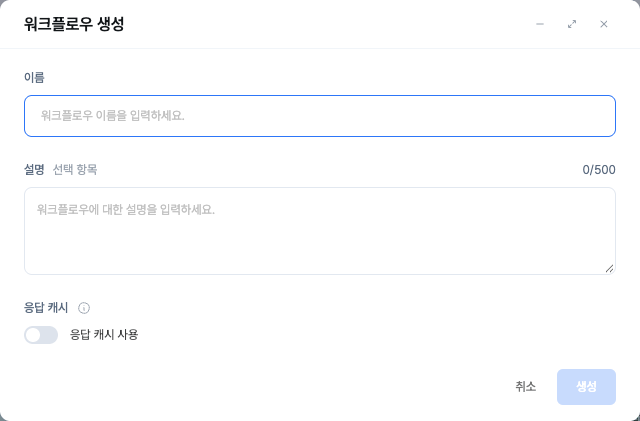 워크플로우 생성
이름
워크플로우 이름을 입력하세요.
설명 선택 항목 0/500
워크플로우에 대한 설명을 입력하세요.
응답 캐시
응답 캐시 사용
취소 생성